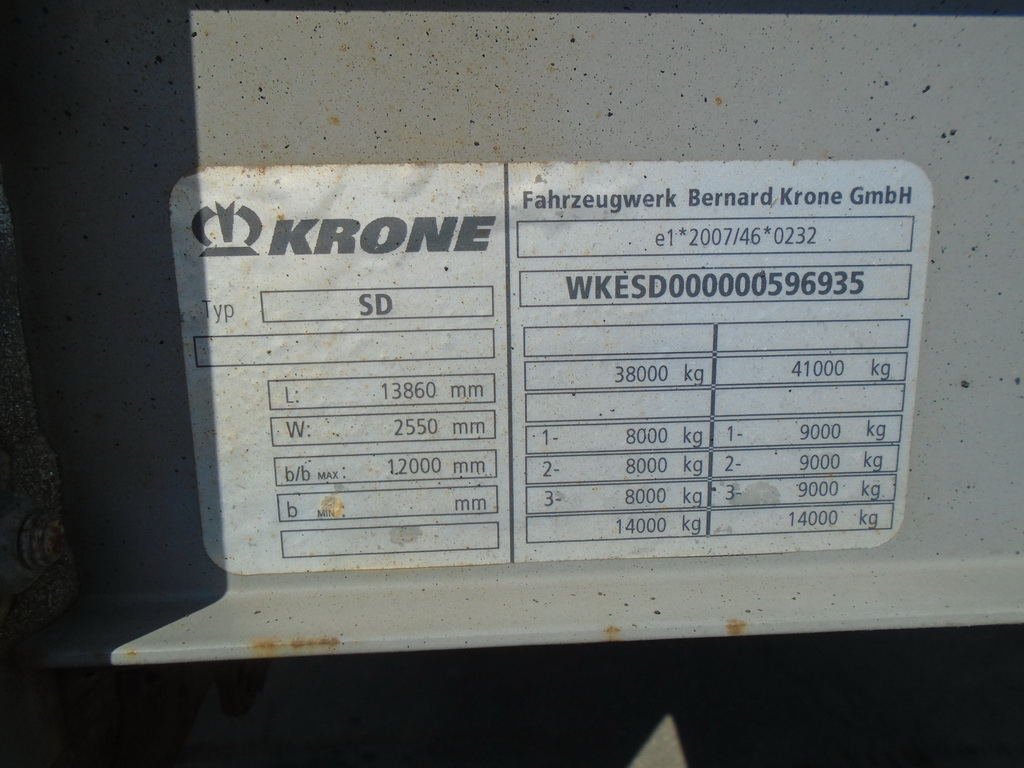 KRONE
Typ SD
L: 13860 mm
W: 2550 mm
b/b MAX: 12000 mm
b MIN: mm
Fahrzeugwerk Bernard Krone GmbH
e1*2007/46*0232
WKESD000000596935
38000 kg 41000 kg
1- 8000 kg 1- 9000 kg
2- 8000 kg 2- 9000 kg
3- 8000 kg 3- 9000 kg
14000 kg 14000 kg